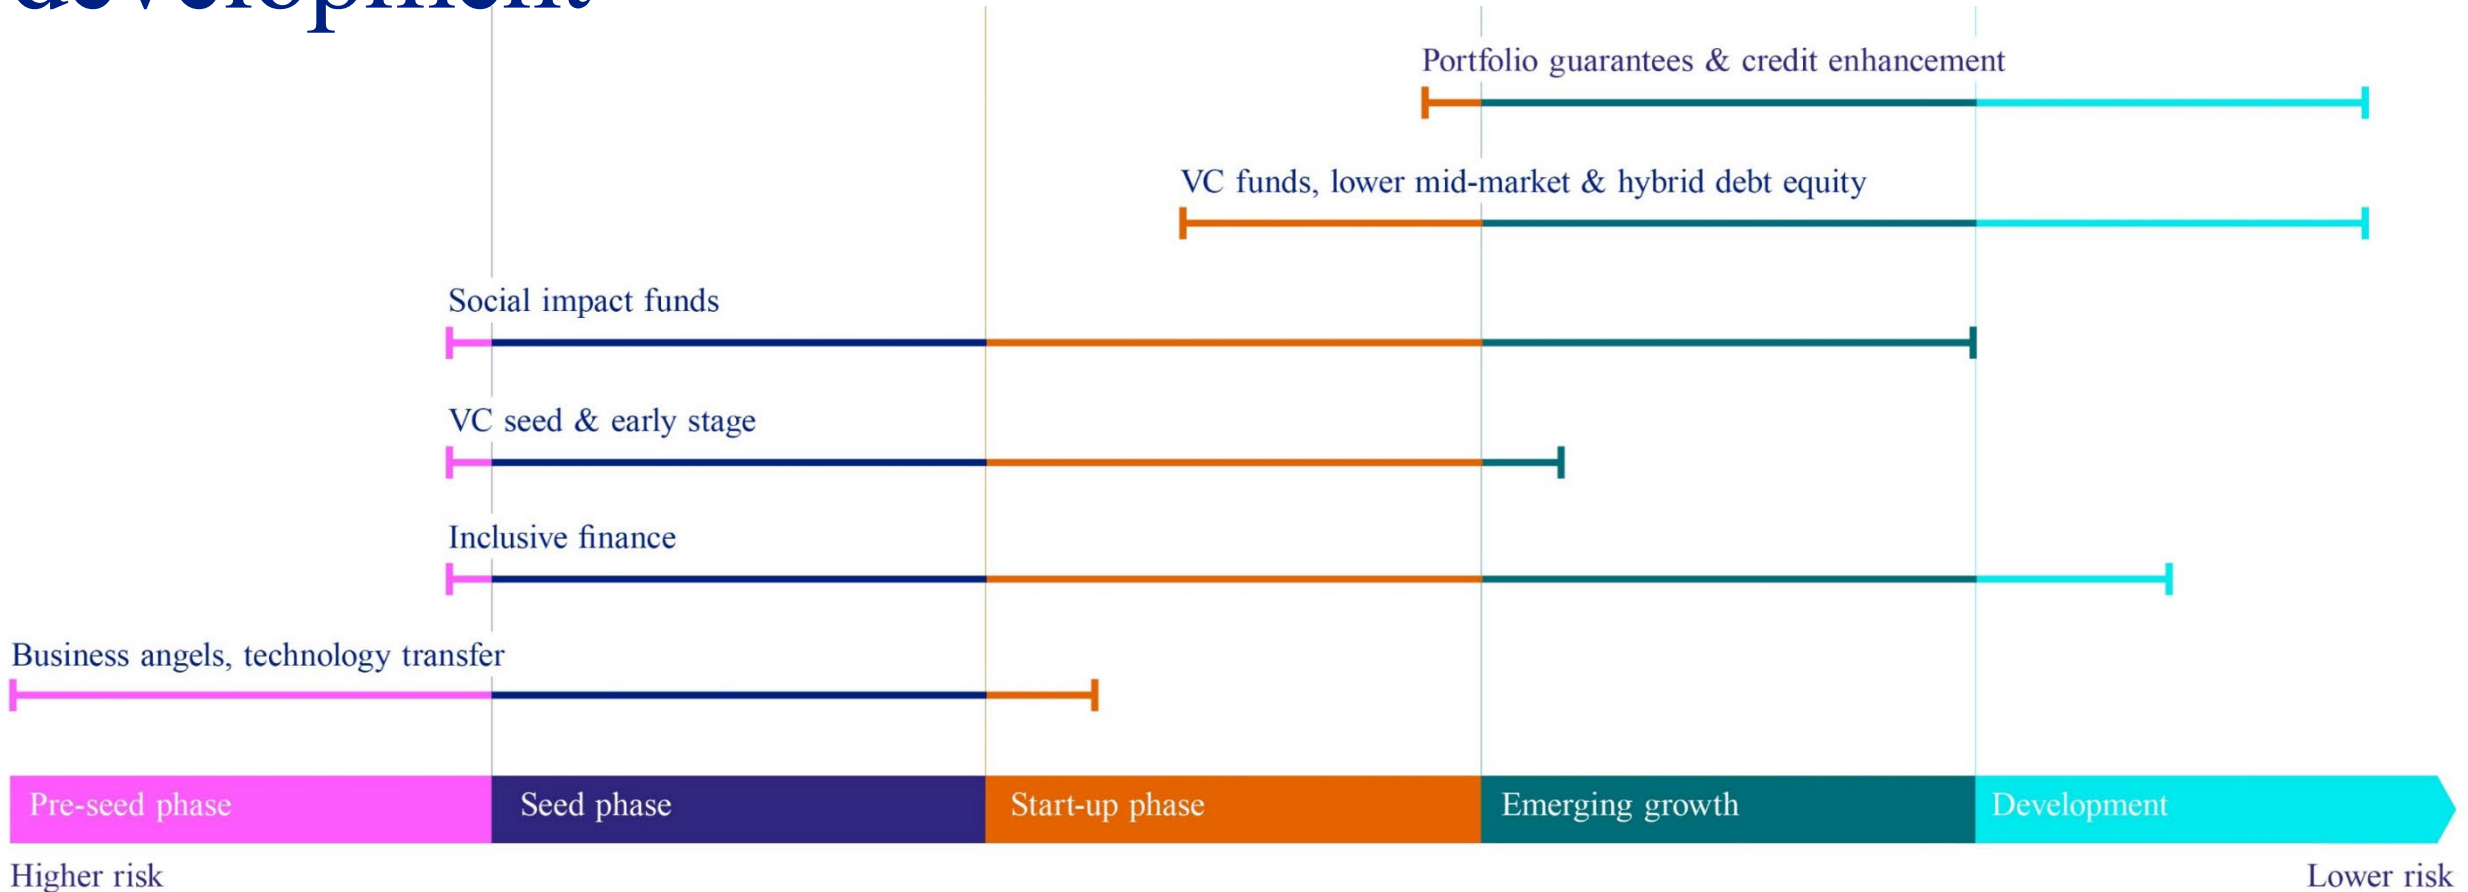 development
Portfolio guarantees & credit enhancement
VC funds, lower mid-market & hybrid debt equity
Social impact funds
VC seed & early stage
Inclusive finance
Business angels, technology transfer
Pre-seed phase
Seed phase
Start-up phase
Emerging growth
Development
Higher risk
Lower risk